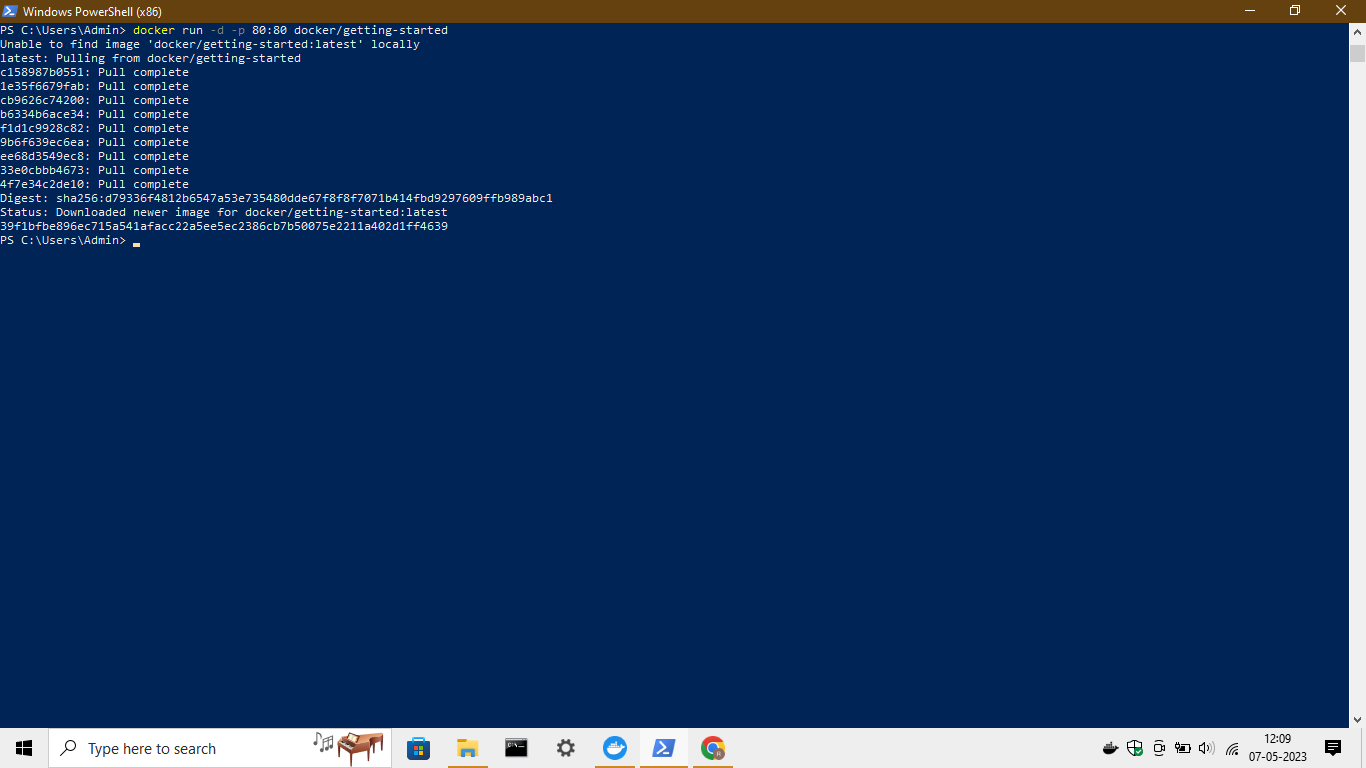 Windows PowerShell (x86)
PS C:\Users\Admin> docker run -d -p 80:80 docker/getting-started
Unable to find image 'docker/getting-started:latest' locally
latest: Pulling from docker/getting-started
c158987b0551: Pull complete
1e35f6679fab: Pull complete
cb9626c74200: Pull complete
b6334b6ace34: Pull complete
f1d1c9928c82: Pull complete
9b6f639ec6ea: Pull complete
ee68d3549ec8: Pull complete
33e0cbbb4673: Pull complete
4f7e34c2de10: Pull complete
Digest: sha256:d79336f4812b6547a53e735480dde67f8f8f7071b414fbd9297609ffb989abc1
Status: Downloaded newer image for docker/getting-started:latest
39f1bfbe896ec715a541afacc22a5ee5ec2386cb7b50075e2211a402d1ff4639
PS C:\Users\Admin>
Type here to search
12:09
07-05-2023